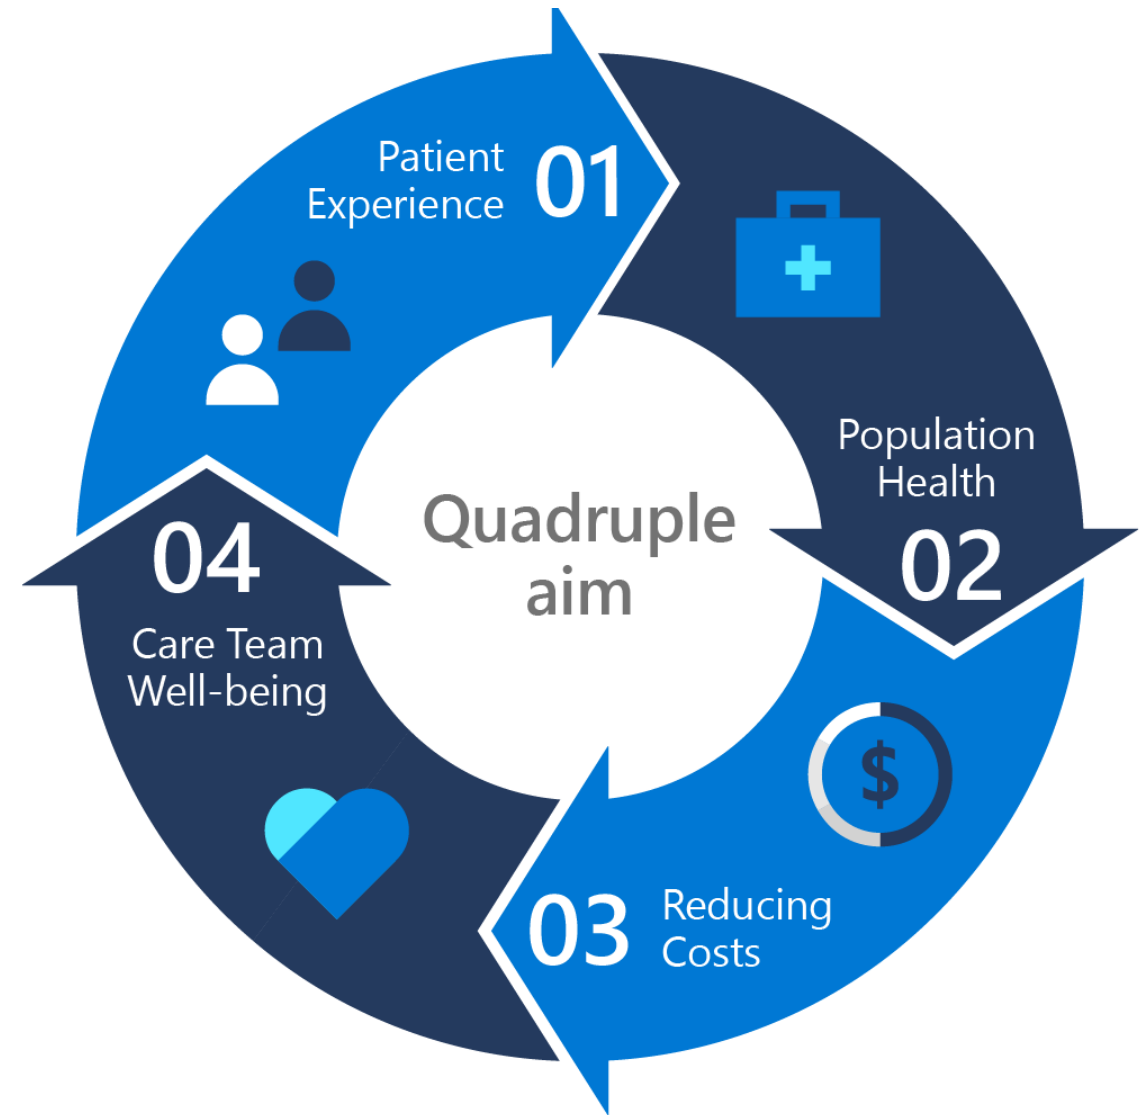 Patient
Experience
01
Population
Health
02
03
Reducing
Costs
$
04
Care Team
Well-being
Quadruple
aim